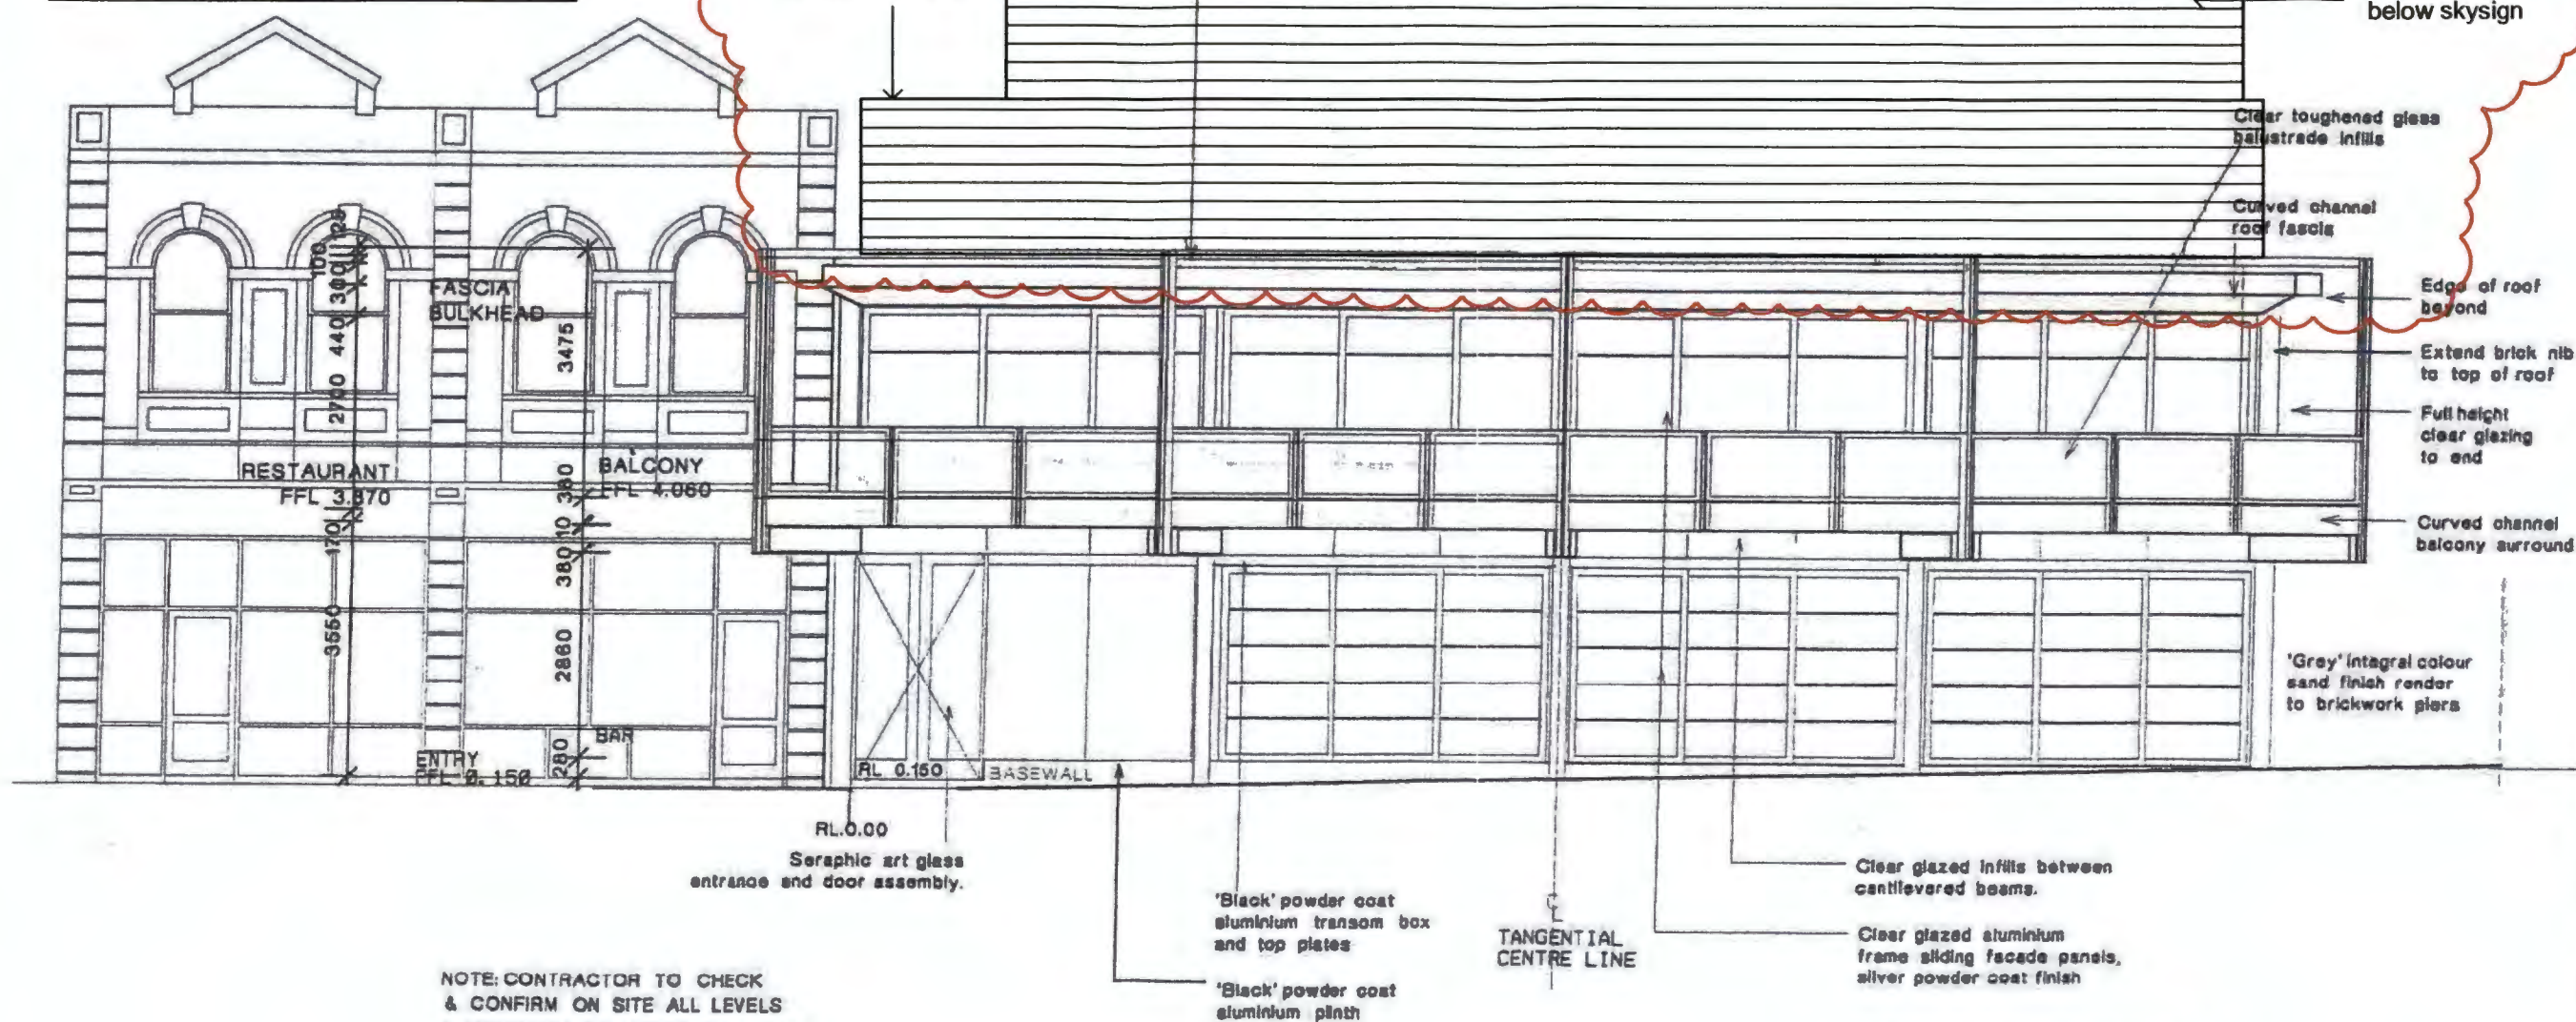 below skysign
Clear toughened glass
balustrade infills
Curved channel
roof fascia
Edge of roof
beyond
Extend brick nib
to top of roof
Full height
clear glazing
to end
Curved channel
balcony surround
'Grey' integral colour
sand finish render
to brickwork piers
FASCIA
BULKHEAD
125
100
300
440
2700
3475
RESTAURANT
FFL 3.870
BALCONY
FFL 4.060
170
3550
380
10
380
2860
280
BAR
ENTRY
FFL 0.150
RL 0.150
BASEWALL
RL.0.00
Seraphic art glass
entrance and door assembly.
'Black' powder coat
aluminium transom box
and top plates
'Black' powder coat
aluminium plinth
TANGENTIAL
CENTRE LINE
Clear glazed infills between
cantilevered beams.
Clear glazed aluminium
frame sliding facade panels,
silver powder coat finish
NOTE: CONTRACTOR TO CHECK
& CONFIRM ON SITE ALL LEVELS